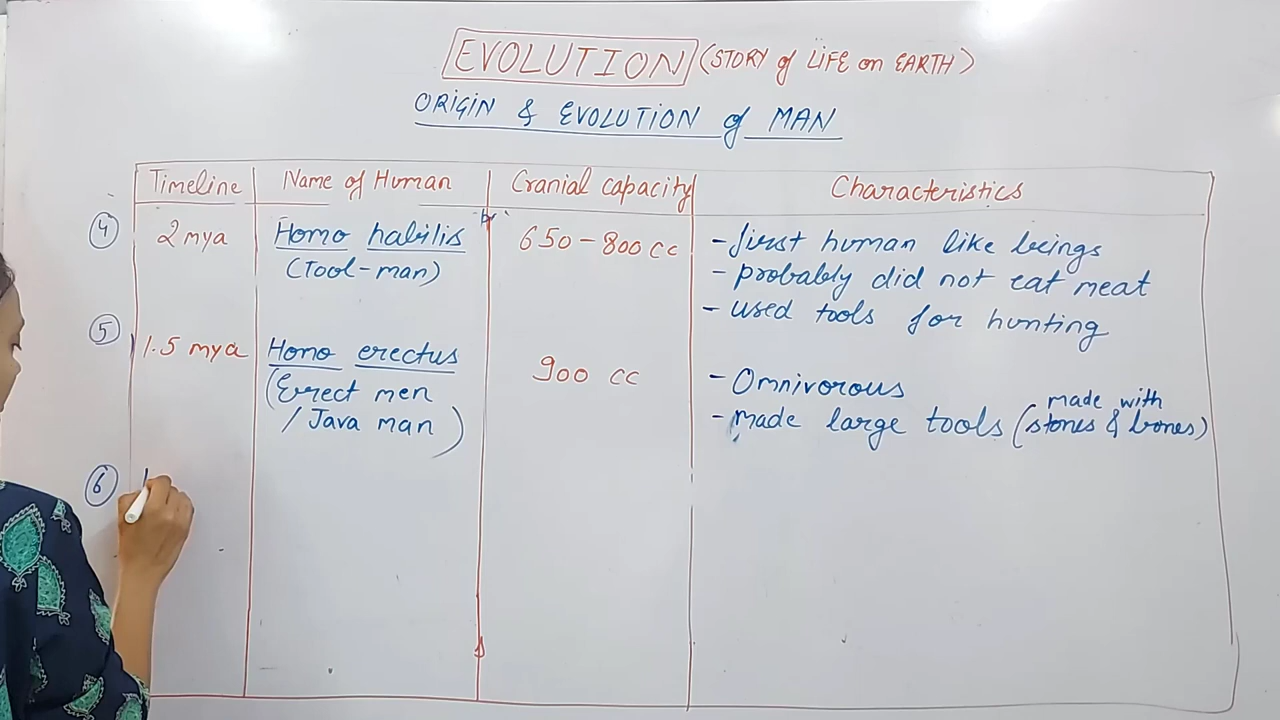 EVOLUTION (STORY of LiFE on EARTH)
ORIGIN & EVOLUTION of MAN
Timeline Name of Human Cranial capacity Characteristics
4 2 mya Homo habilis 650-800 cc - first human like beings
(Tool-man) - probably did not eat meat
- used tools for hunting
5 1.5 mya Homo erectus 900 cc - Omnivorous
(Errect men - made large tools (made with stones & bones)
/ Java man)
6